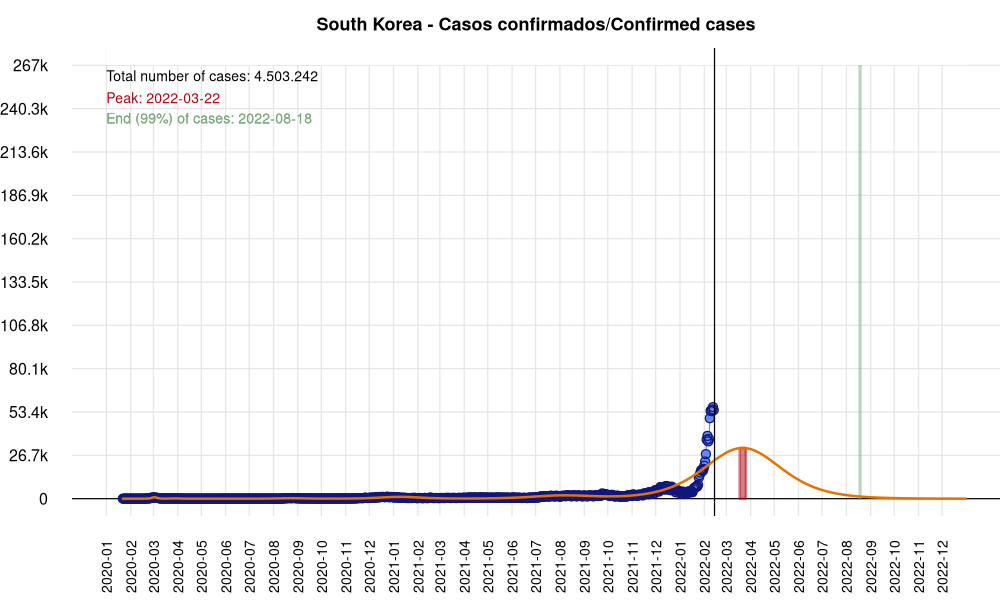 South Korea - Casos confirmados/Confirmed cases
Total number of cases: 4.503.242
Peak: 2022-03-22
End (99%) of cases: 2022-08-18
267k
240.3k
213.6k
186.9k
160.2k
133.5k
106.8k
80.1k
53.4k
26.7k
0
2020-01
2020-02
2020-03
2020-04
2020-05
2020-06
2020-07
2020-08
2020-09
2020-10
2020-11
2020-12
2021-01
2021-02
2021-03
2021-04
2021-05
2021-06
2021-07
2021-08
2021-09
2021-10
2021-11
2021-12
2022-01
2022-02
2022-03
2022-04
2022-05
2022-06
2022-07
2022-08
2022-09
2022-10
2022-11
2022-12